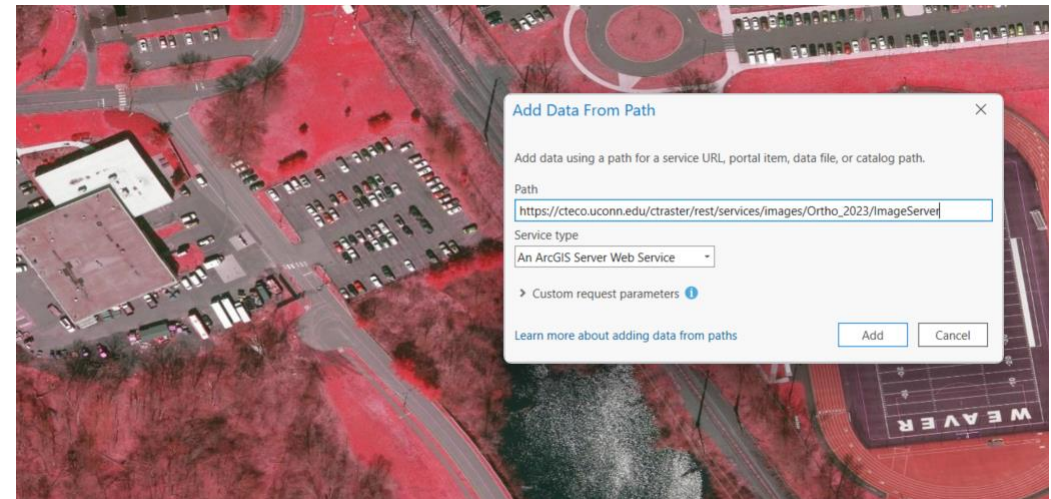 Add Data From Path
Add data using a path for a service URL, portal item, data file, or catalog path.
Path
https://cteco.uconn.edu/ctraster/rest/services/images/Ortho_2023/ImageServer
Service type
An ArcGIS Server Web Service
Custom request parameters
Learn more about adding data from paths
Add
Cancel
WEAVER